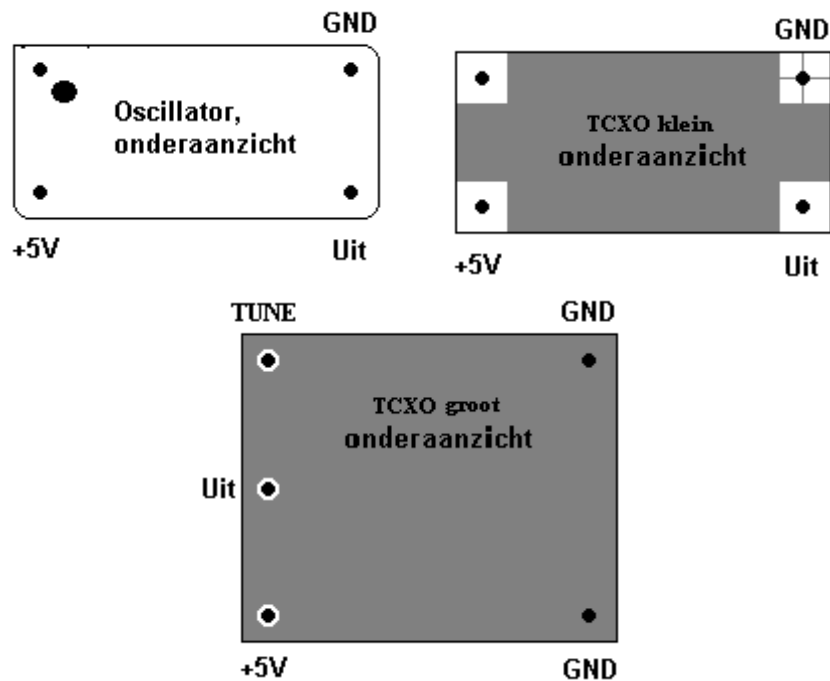 GND
Oscillator,
onderaanzicht
+5V
Uit
GND
TCXO klein
onderaanzicht
+5V
Uit
TUNE
GND
TCXO groot
onderaanzicht
Uit
+5V
GND